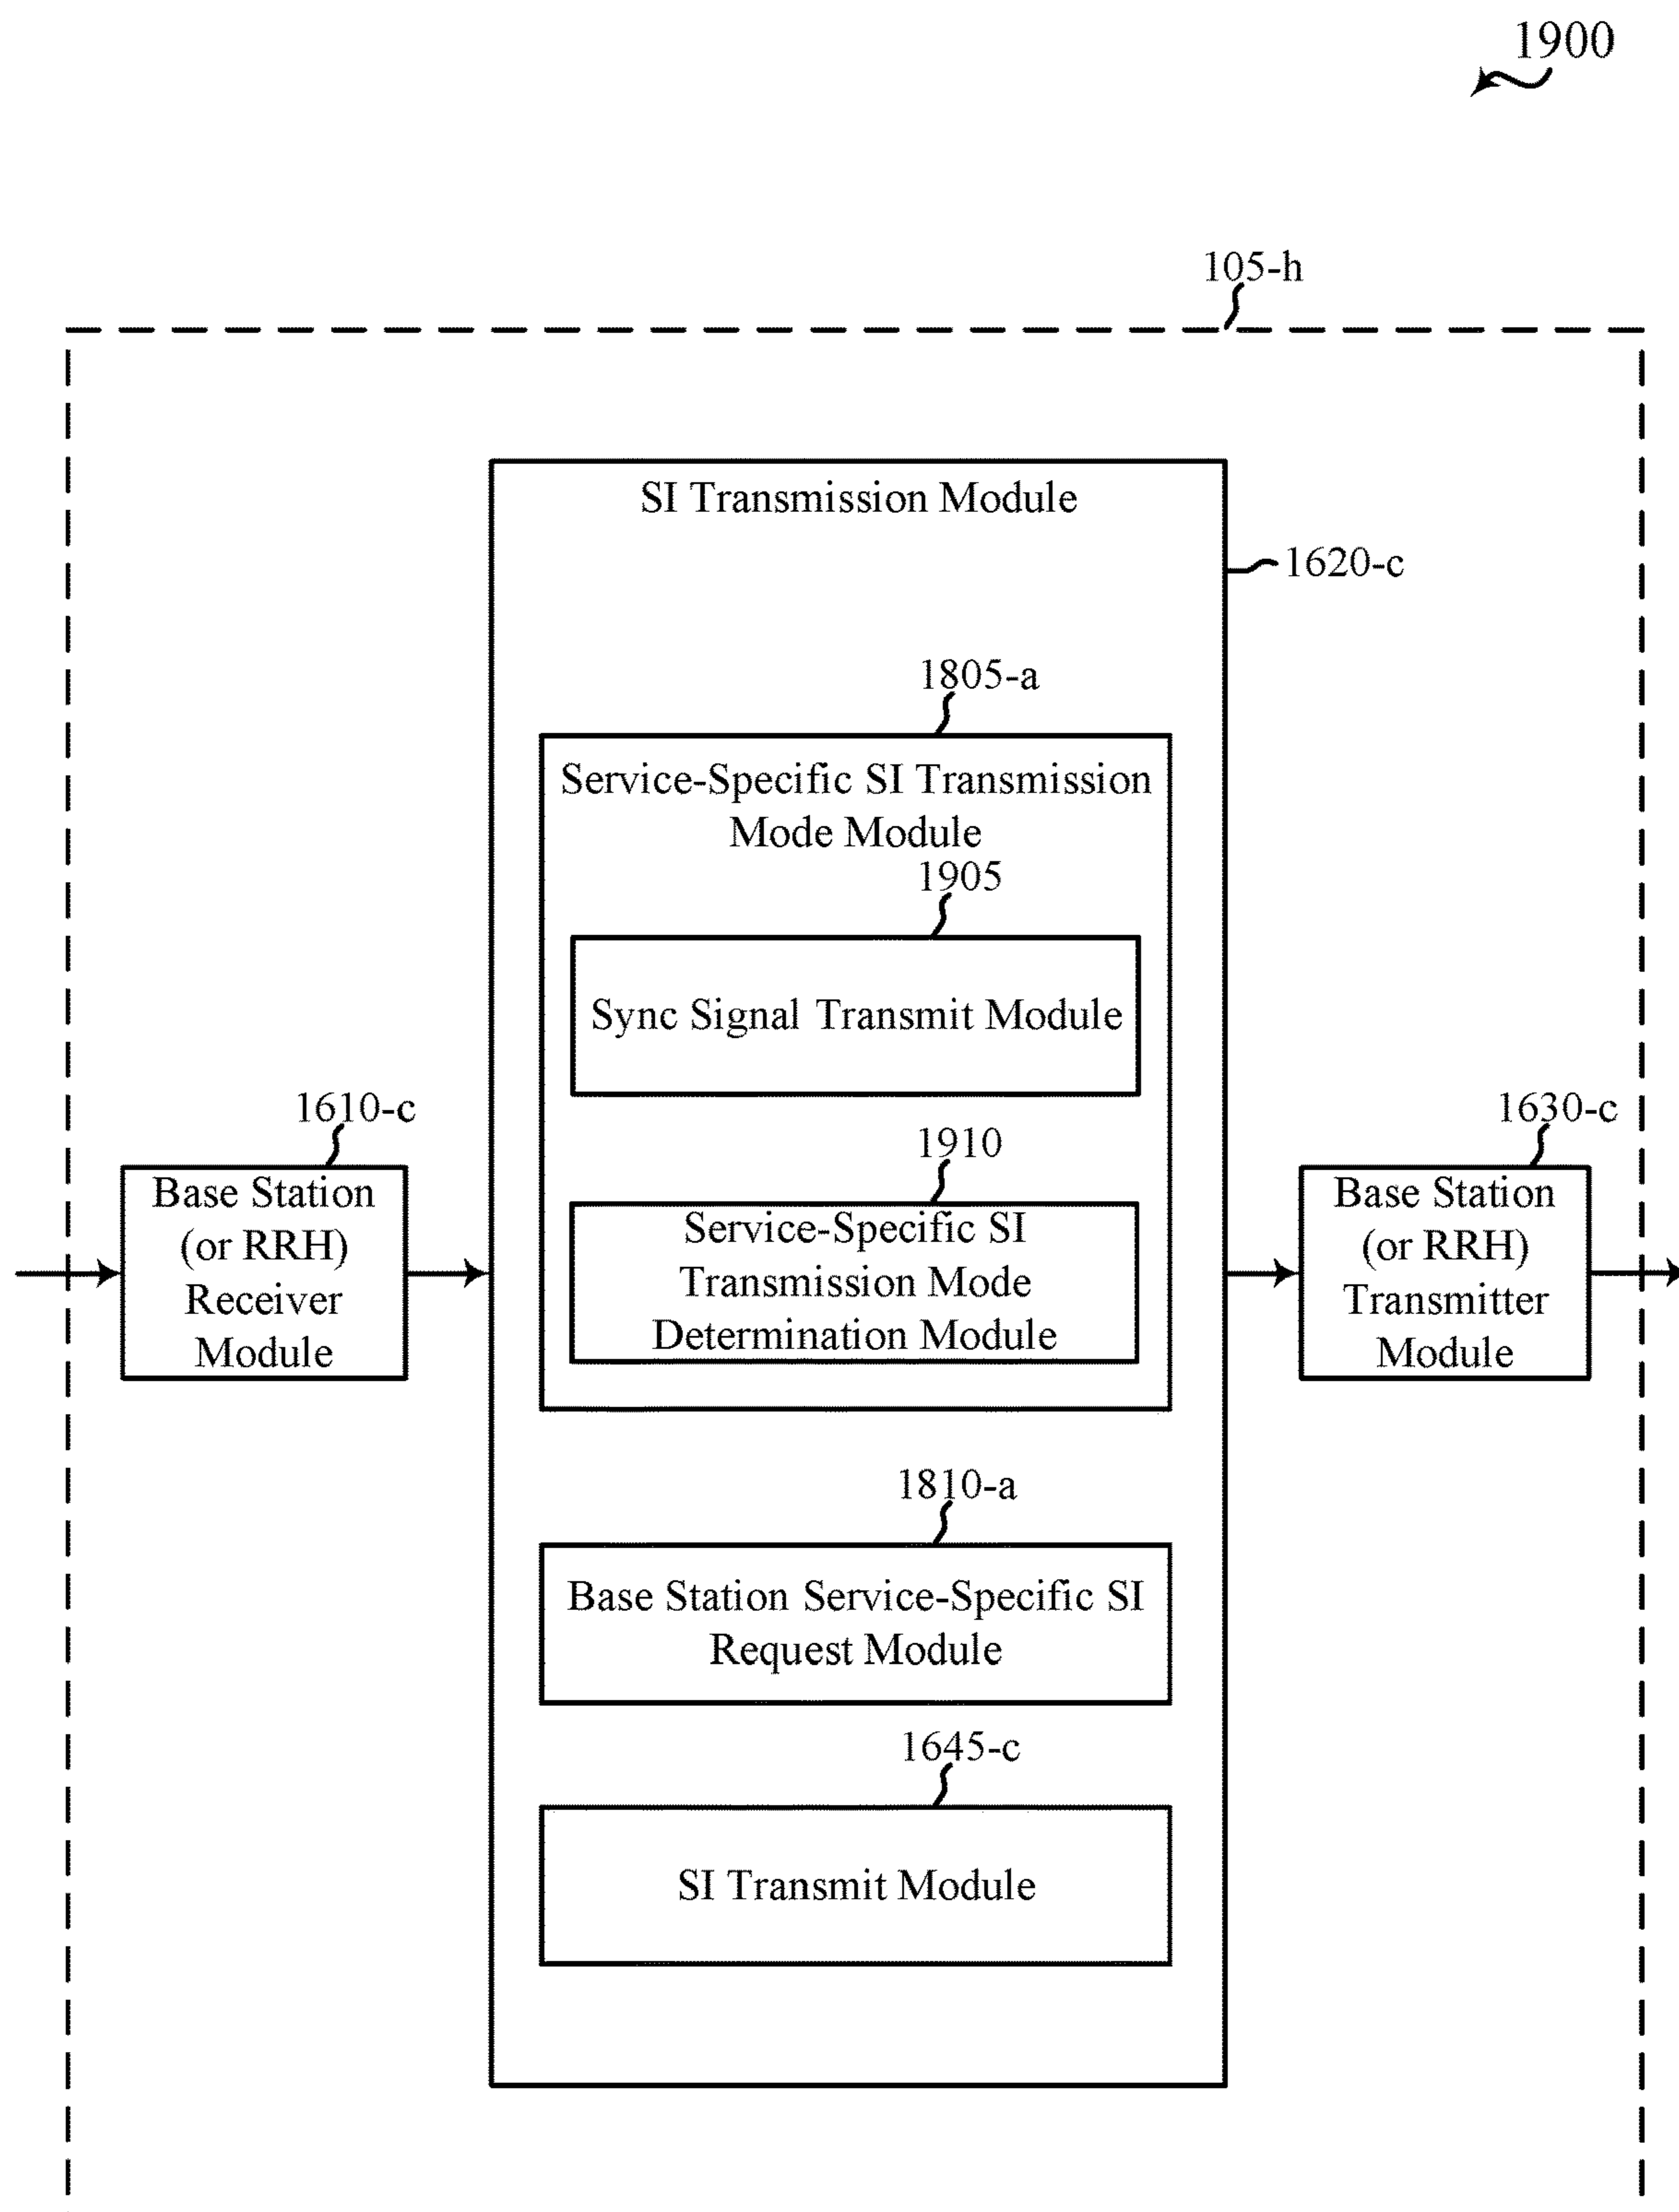 1900
105-h
SI Transmission Module
1620-c
1805-a
Service-Specific SI Transmission
Mode Module
1905
Sync Signal Transmit Module
1610-c
Base Station
(or RRH)
Receiver
Module
1910
Service-Specific SI
Transmission Mode
Determination Module
1630-c
Base Station
(or RRH)
Transmitter
Module
1810-a
Base Station Service-Specific SI
Request Module
1645-c
SI Transmit Module